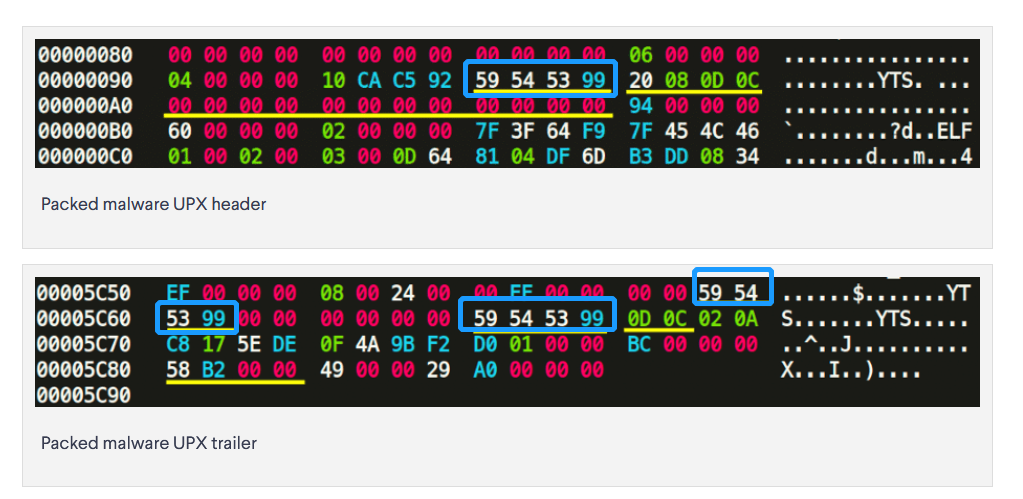 00000080 00 00 00 00 00 00 00 00 00 00 00 00 06 00 00 00 ................
00000090 04 00 00 00 10 CA C5 92 59 54 53 99 20 08 0D 0C ........YTS. ...
000000A0 00 00 00 00 00 00 00 00 00 00 00 00 94 00 00 00 ................
000000B0 60 00 00 00 02 00 00 00 7F 3F 64 F9 7F 45 4C 46 `........?d..ELF
000000C0 01 00 02 00 03 00 0D 64 81 04 DF 6D B3 DD 08 34 .......d...m...4
Packed malware UPX header
00005C50 EF 00 00 00 08 00 24 00 00 EE 00 00 00 00 59 54 ......$.......YT
00005C60 53 99 00 00 00 00 00 00 59 54 53 99 0D 0C 02 0A S.......YTS.....
00005C70 C8 17 5E DE 0F 4A 9B F2 D0 01 00 00 BC 00 00 00 ..^..J..........
00005C80 58 B2 00 00 49 00 00 29 A0 00 00 00 X...I..)....
00005C90
Packed malware UPX trailer